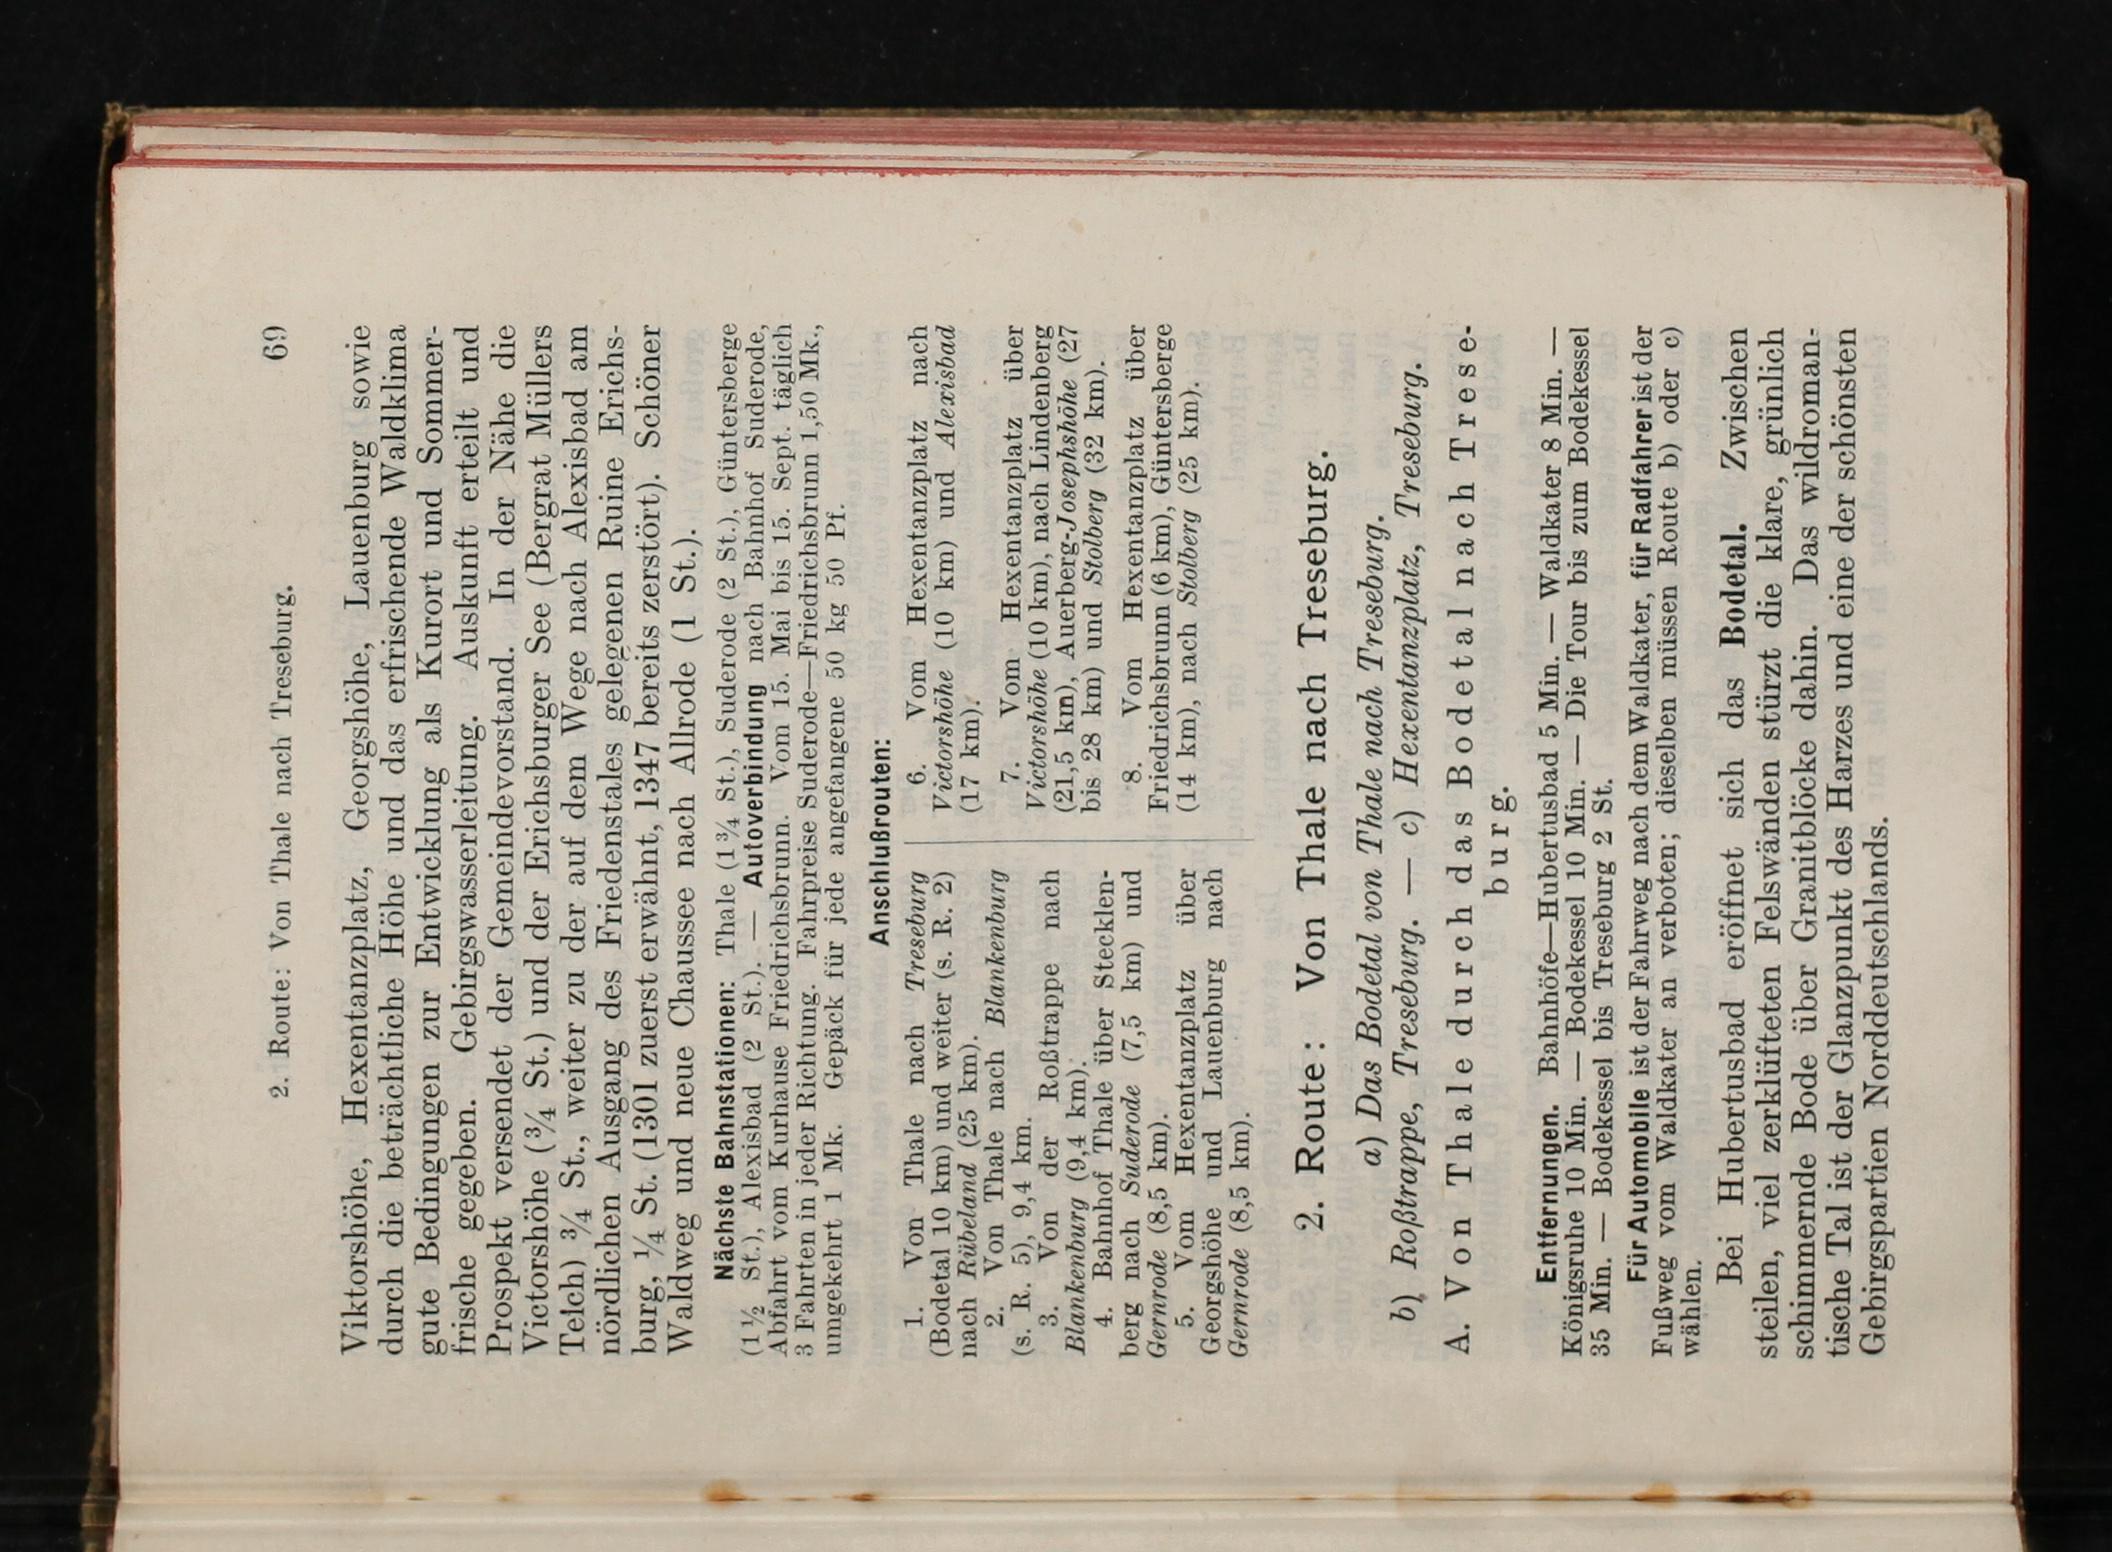 2. Route: Von Thale nach Treseburg. 69
Viktorshöhe, Hexentanzplatz, Georgshöhe, Lauenburg sowie
durch die beträchtliche Höhe und das erfrischende Waldklima
gute Bedingungen zur Entwicklung als Kurort und Sommer-
frische gegeben. Gebirgswasserleitung. Auskunft erteilt und
Prospekt versendet der Gemeindevorstand. In der Nähe die
Victorshöhe (¾ St.) und der Erichsburger See (Bergrat Müllers
Teich) ¾ St., weiter zu der auf dem Wege nach Alexisbad am
nördlichen Ausgang des Friedenstales gelegenen Ruine Erichs-
burg, ¼ St. (1301 zuerst erwähnt, 1347 bereits zerstört). Schöner
Waldweg und neue Chaussee nach Allrode (1 St.).
Nächste Bahnstationen: Thale (1¾ St.), Suderode (2 St.), Güntersberge
(1½ St.), Alexisbad (2 St.). — Autoverbindung nach Bahnhof Suderode,
Abfahrt vom Kurhause Friedrichsbrunn. Vom 15. Mai bis 15. Sept. täglich
3 Fahrten in jeder Richtung. Fahrpreise Suderode—Friedrichsbrunn 1,50 Mk.,
umgekehrt 1 Mk. Gepäck für jede angefangene 50 kg 50 Pf.
Anschlußrouten:
1. Von Thale nach Treseburg
(Bodetal 10 km) und weiter (s. R. 2)
nach Rübeland (25 km).
2. Von Thale nach Blankenburg
(s. R. 5), 9,4 km.
3. Von der Roßtrappe nach
Blankenburg (9,4 km).
4. Bahnhof Thale über Stecklen-
berg nach Suderode (7,5 km) und
Gernrode (8,5 km).
5. Vom Hexentanzplatz über
Georgshöhe und Lauenburg nach
Gernrode (8,5 km).
6. Vom Hexentanzplatz nach
Victorshöhe (10 km) und Alexisbad
(17 km).
7. Vom Hexentanzplatz über
Victorshöhe (10 km), nach Lindenberg
(21,5 km), Auerberg-Josephshöhe (27
bis 28 km) und Stolberg (32 km).
8. Vom Hexentanzplatz über
Friedrichsbrunn (6 km), Güntersberge
(14 km), nach Stolberg (25 km).
2. Route: Von Thale nach Treseburg.
a) Das Bodetal von Thale nach Treseburg.
b) Roßtrappe, Treseburg. — c) Hexentanzplatz, Treseburg.
A. Von Thale durch das Bodetal nach Trese-
burg.
Entfernungen. Bahnhöfe—Hubertusbad 5 Min. — Waldkater 8 Min. —
Königsruhe 10 Min. — Bodekessel 10 Min. — Die Tour bis zum Bodekessel
35 Min. — Bodekessel bis Treseburg 2 St.
Für Automobile ist der Fahrweg nach dem Waldkater, für Radfahrer ist der
Fußweg vom Waldkater an verboten; dieselben müssen Route b) oder c)
wählen.
Bei Hubertusbad eröffnet sich das Bodetal. Zwischen
steilen, viel zerklüfteten Felswänden stürzt die klare, grünlich
schimmernde Bode über Granitblöcke dahin. Das wildroman-
tische Tal ist der Glanzpunkt des Harzes und eine der schönsten
Gebirgspartien Norddeutschlands.